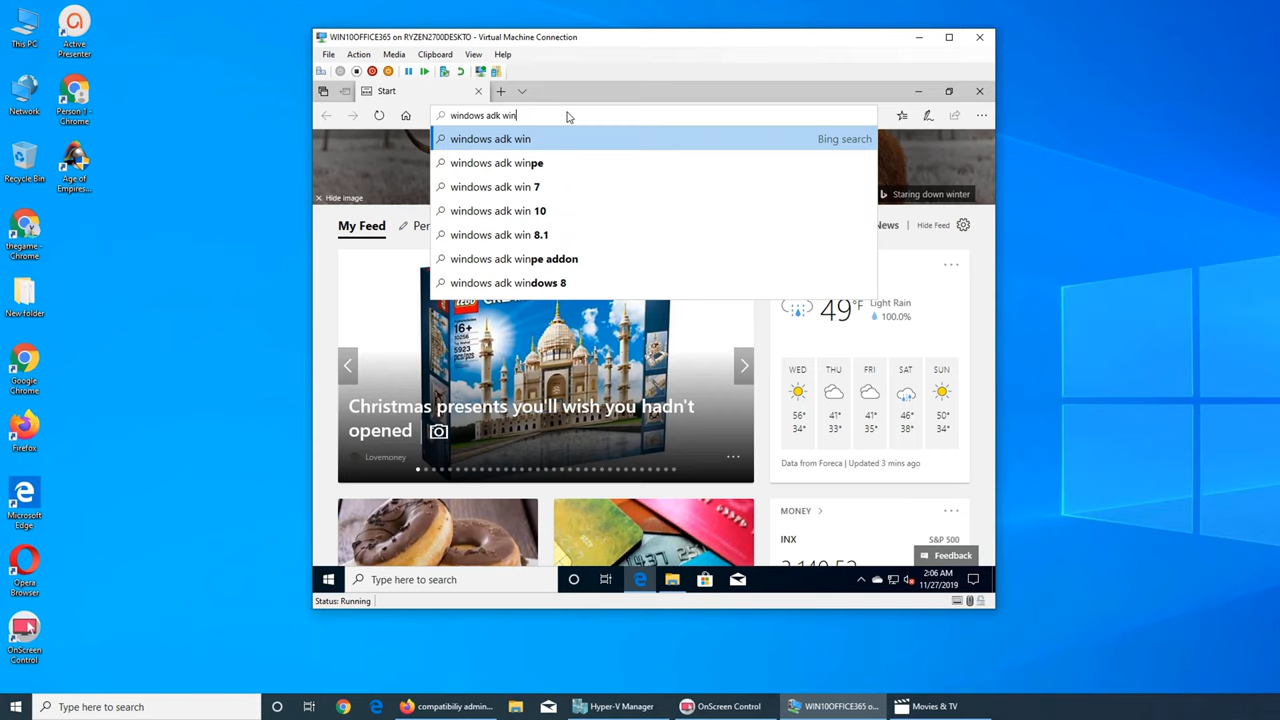 This PC
Active
Presenter
Network
Person 1 -
Chrome
Recycle Bin
Age of
Empires...
thegame -
Chrome
New folder
Google
Chrome
Firefox
Microsoft
Edge
Opera
Browser
OnScreen
Control
WIN10OFFICE365 on RYZEN2700DESKTO - Virtual Machine Connection
File Action Media Clipboard View Help
Start
windows adk win
windows adk win Bing search
windows adk winpe
windows adk win 7
windows adk win 10
windows adk win 8.1
windows adk winpe addon
windows adk windows 8
Hide image
Staring down winter
My Feed
News Hide Feed
16+
10256
5923
Christmas presents you'll wish you hadn't
opened
Lovemoney
49°F
Light Rain
100.0%
WED THU FRI SAT SUN
56° 41° 41° 46° 50°
34° 33° 35° 38° 34°
Data from Foreca | Updated 3 mins ago
MONEY
INX S&P 500
Feedback
Type here to search
2:06 AM
11/27/2019
Status: Running
Type here to search
compatibiliy admin...
Hyper-V Manager
OnScreen Control
WIN10OFFICE365 o...
Movies & TV